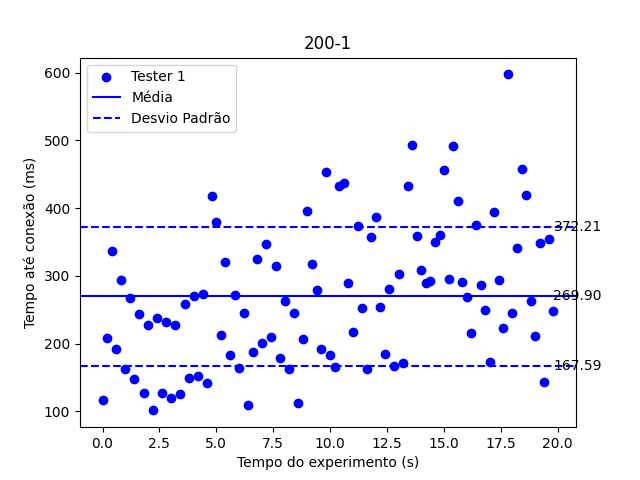 200-1
Tempo até conexão (ms)
600
500
400
300
200
100
Tester 1
Média
Desvio Padrão
372.21
269.90
167.59
0.0 2.5 5.0 7.5 10.0 12.5 15.0 17.5 20.0
Tempo do experimento (s)